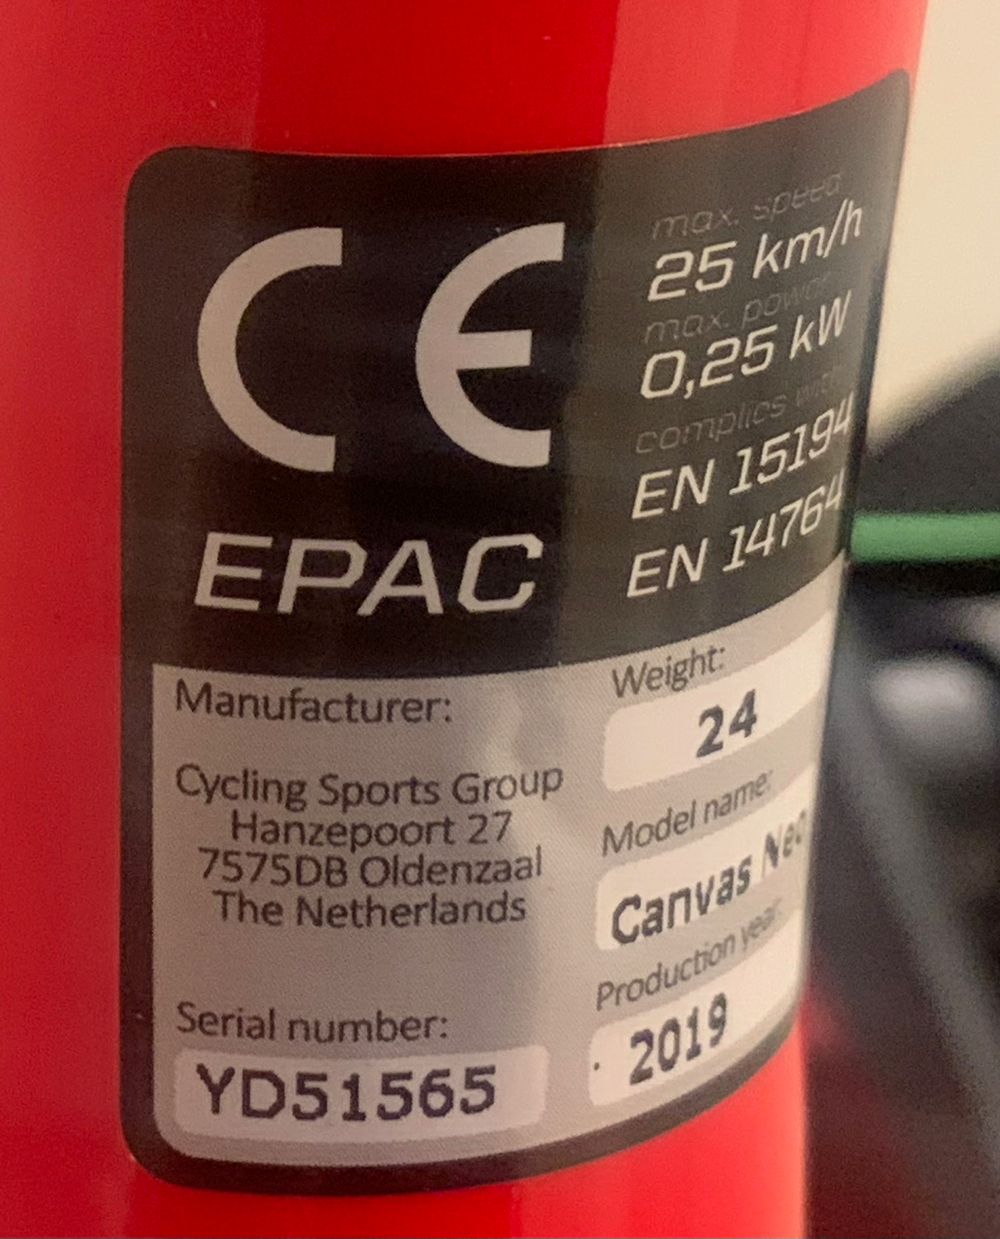 CE
EPAC
max. speed
25 km/h
max. power
0,25 kW
complies with
EN 15194
EN 14764
Manufacturer:
Cycling Sports Group
Hanzepoort 27
7575DB Oldenzaal
The Netherlands
Serial number:
YD51565
Weight:
24
Model name:
Canvas Neo
Production year:
2019